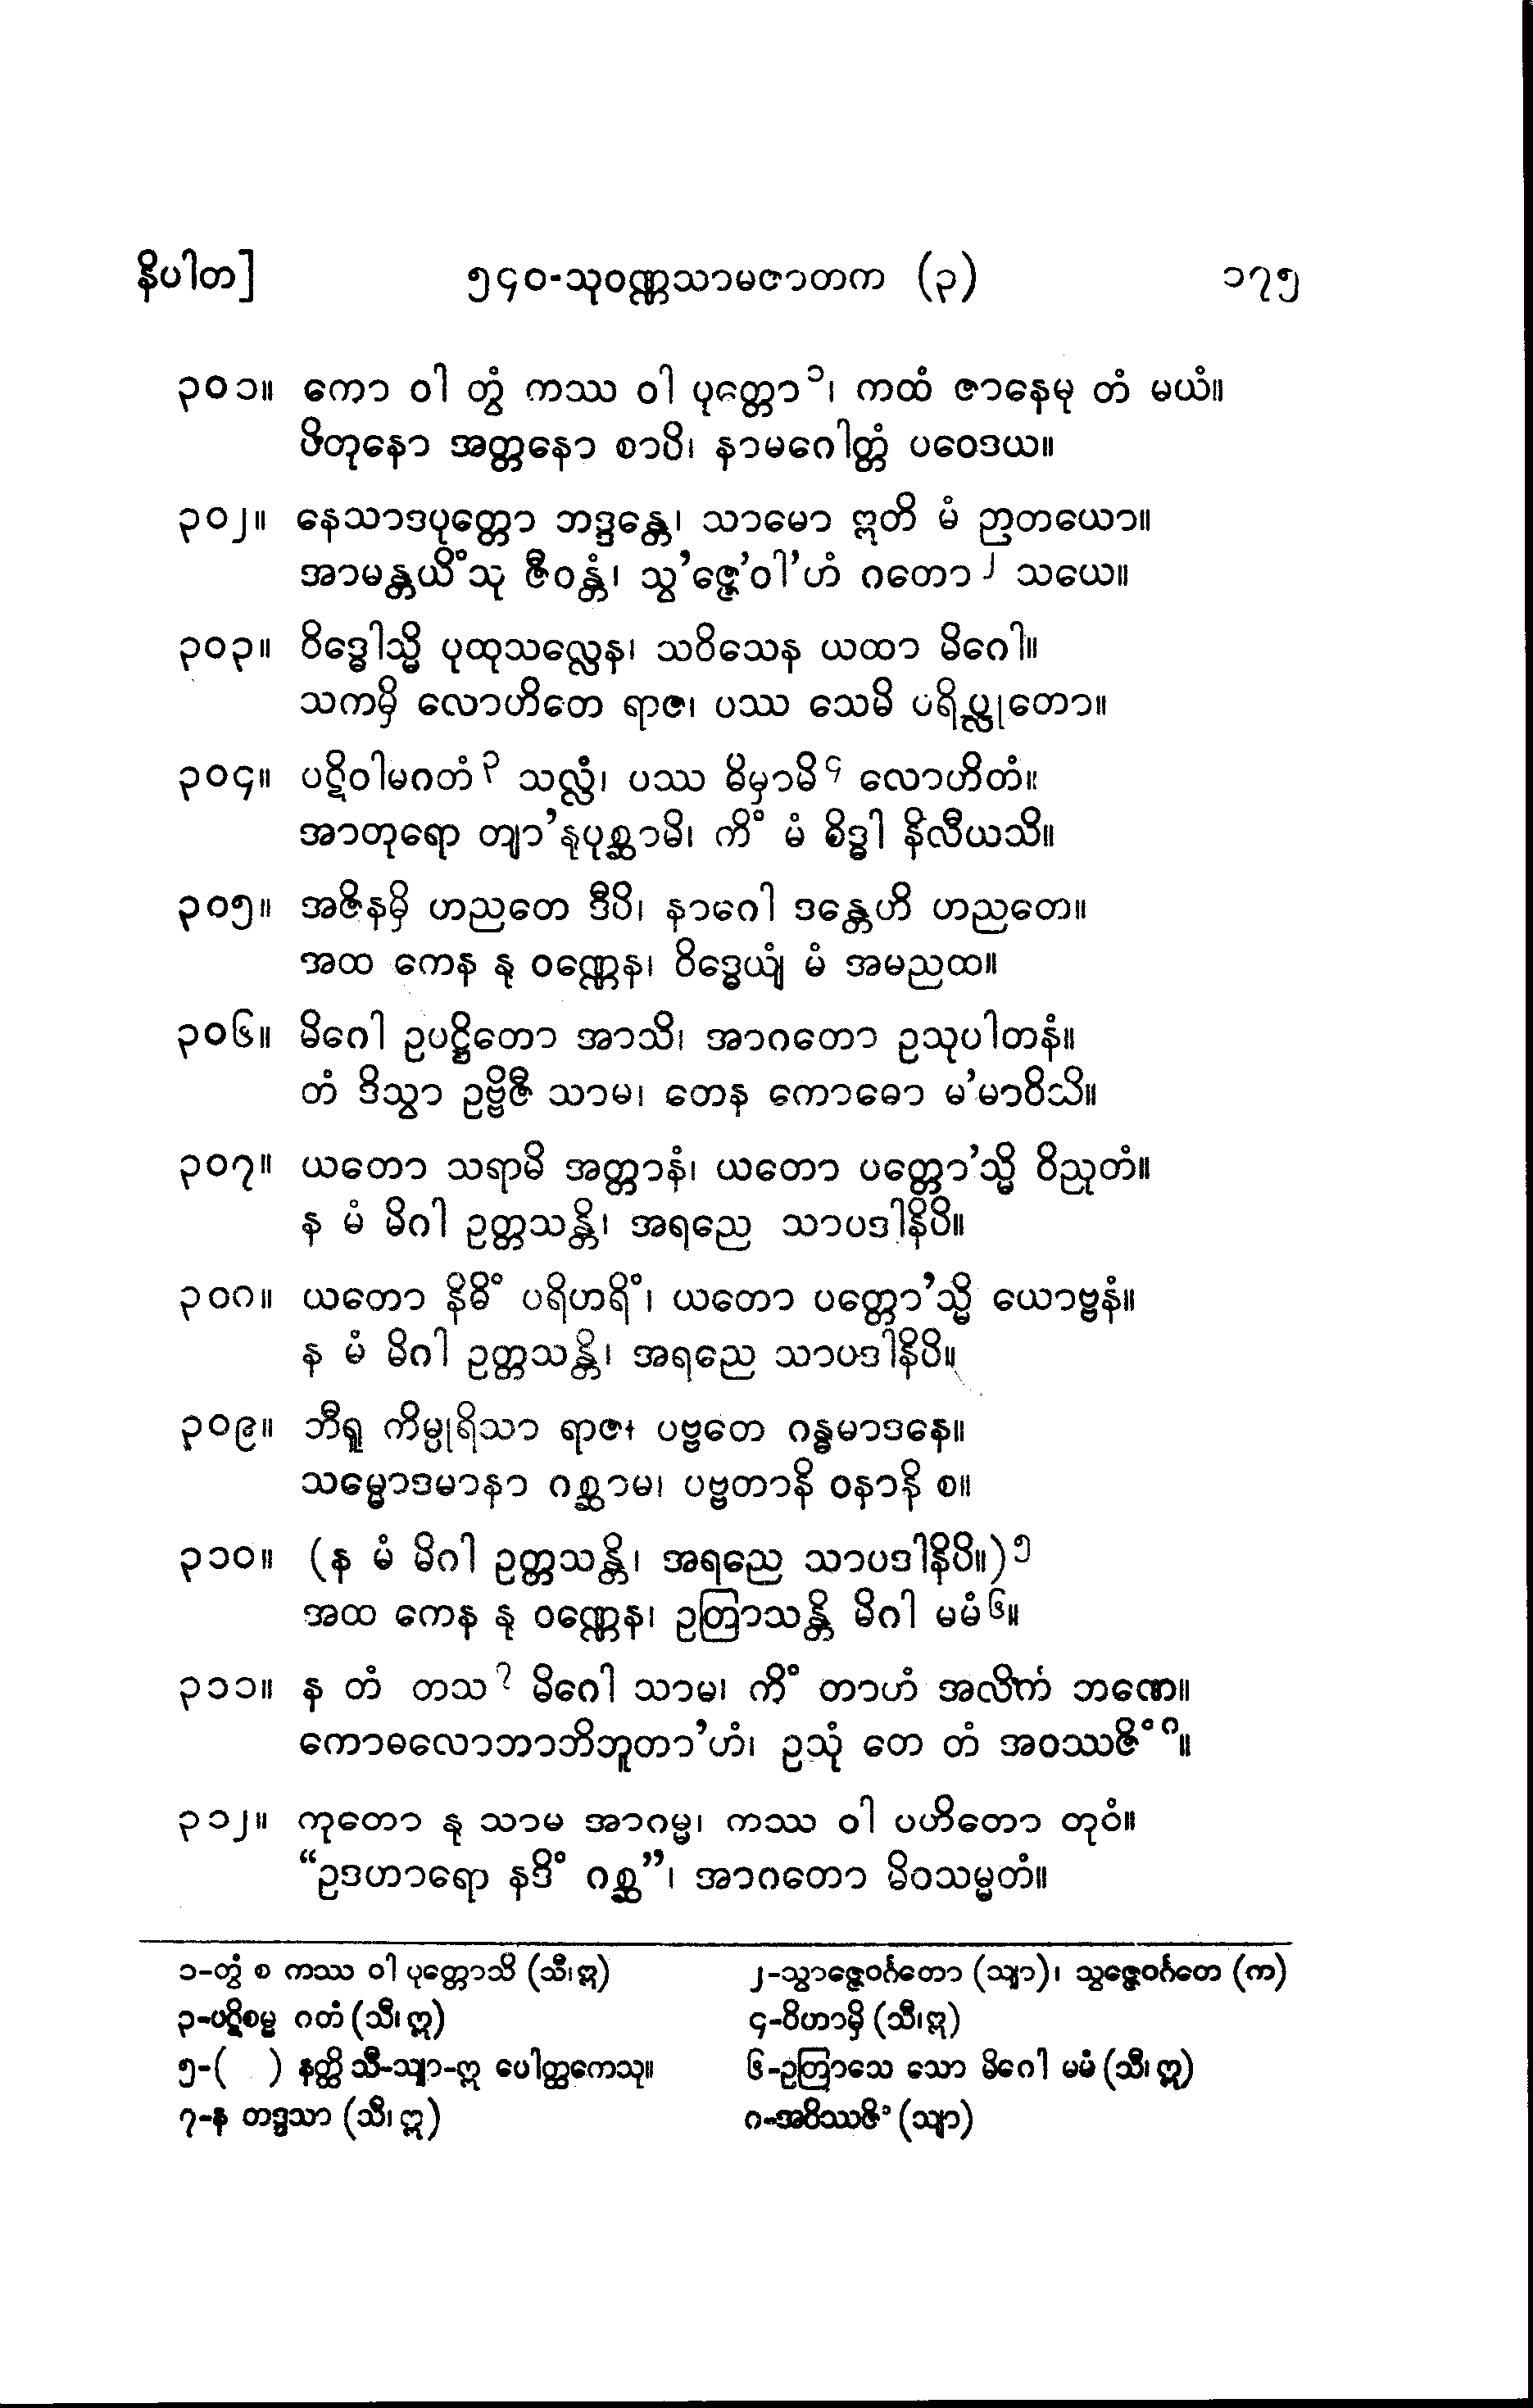 နိပါတ] ၅၄၀-သုဝဏ္ဏသာမဇာတက (၃) ၁၇၅
၃၀၁။ ကော ဝါ တွံ ကဿ ဝါ ပုတ္တော၁၊ ကထံ ဇာနေမု တံ မယံ။
ပိတုနော အတ္တနော စာပိ၊ နာမဂေါတ္တံ ပဝေဒယ။
၃၀၂။ နေသာဒပုတ္တော ဘဒ္ဒန္တေ၊ သာမော ဣတိ မံ ဉာတယော။
အာမန္တယိံသု ဇီဝန္တံ၊ သွ’ဇ္ဇေ’ဝါ’ဟံ ဂတော၂ သယေ။
၃၀၃။ ဝိဒ္ဓေါသ္မိ ပုထုသလ္လေန၊ သဝိသေန ယထာ မိဂေါ။
သကမှိ လောဟိတေ ရာဇ၊ ပဿ သေမိ ပရိပ္လုတော။
၃၀၄။ ပဋိဝါမဂတံ၃ သလ္လံ၊ ပဿ ဓိမှာမိ၄ လောဟိတံ။
အာတုရော တျာ’နုပုစ္ဆာမိ၊ ကိံ မံ ဝိဒ္ဓါ နိလီယသိ။
၃၀၅။ အဇိနမှိ ဟညတေ ဒီပိ၊ နာဂေါ ဒန္တေဟိ ဟညတေ။
အထ ကေန နု ဝဏ္ဏေန၊ ဝိဒ္ဓေယျံ မံ အမညထ။
၃၀၆။ မိဂေါ ဥပဋ္ဌိတော အာသိ၊ အာဂတော ဥသုပါတနံ။
တံ ဒိသွာ ဥဗ္ဗိဇီ သာမ၊ တေန ကောဓော မ’မာဝိသိ။
၃၀၇။ ယတော သရာမိ အတ္တာနံ၊ ယတော ပတ္တော’သ္မိ ဝိညုတံ။
န မံ မိဂါ ဥတ္တသန္တိ၊ အရညေ သာပဒါနိပိ။
၃၀၈။ ယတော နိဓိံ ပရိဟရိံ၊ ယတော ပတ္တော’သ္မိ ယောဗ္ဗနံ။
န မံ မိဂါ ဥတ္တသန္တိ၊ အရညေ သာပဒါနိပိ။
၃၀၉။ ဘီရူ ကိမ္ပုရိသာ ရာဇ၊ ပဗ္ဗတေ ဂန္ဓမာဒနေ။
သမ္မောဒမာနာ ဂစ္ဆာမ၊ ပဗ္ဗတာနိ ဝနာနိ စ။
၃၁၀။ (န မံ မိဂါ ဥတ္တသန္တိ၊ အရညေ သာပဒါနိပိ။)၅
အထ ကေန နု ဝဏ္ဏေန၊ ဥတြာသန္တိ မိဂါ မမံ၆။
၃၁၁။ န တံ တသ၇ မိဂေါ သာမ၊ ကိံ တာဟံ အလိကံ ဘဏေ။
ကောဓလောဘာဘိဘူတာ’ဟံ၊ ဥသုံ တေ တံ အဝဿဇိံ၈။
၃၁၂။ ကုတော နု သာမ အာဂမ္မ၊ ကဿ ဝါ ပဟိတော တုဝံ။
“ဥဒဟာရော နဒိံ ဂစ္ဆ”၊ အာဂတော မိဝသမ္မတံ။
၁-တွံ စ ကဿ ဝါ ပုတ္တောသိ (သီ၊ ဣ) ၂-သွာဇ္ဇေဝင်္ဂတော (သျာ)၊ သွဇ္ဇေဝင်္ဂတေ (က)
၃-ပဋိစမ္မ ဂတံ (သီ၊ ဣ) ၄-ဝိဟာမှိ (သီ၊ ဣ)
၅-( ) နတ္ထိ သီ-သျာ-ဣ ပေါတ္ထကေသု။ ၆-ဥတြာသေ သော မိဂေါ မမံ (သီ၊ ဣ)
၇-န တဒ္ဒသာ (သီ၊ ဣ) ၈-အဝိဿဇိံ (သျာ)